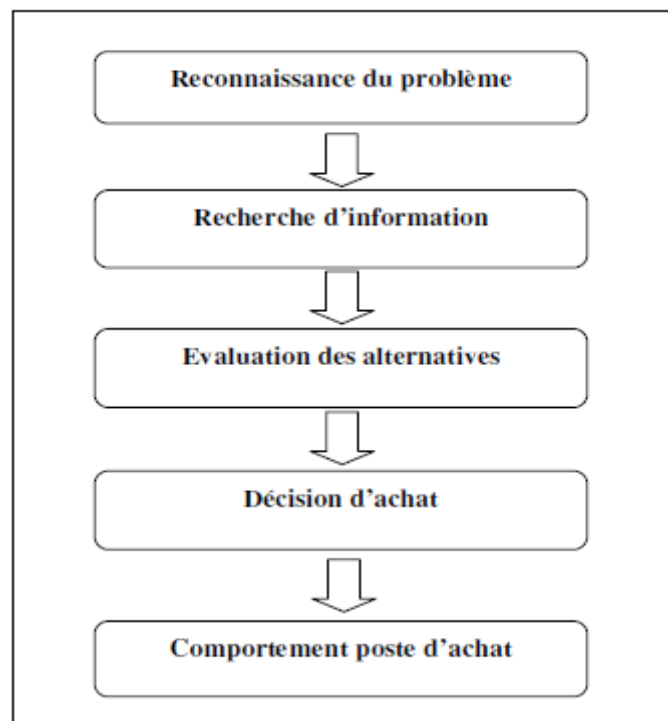 Reconnaissance du problème
Recherche d'information
Evaluation des alternatives
Décision d'achat
Comportement poste d'achat